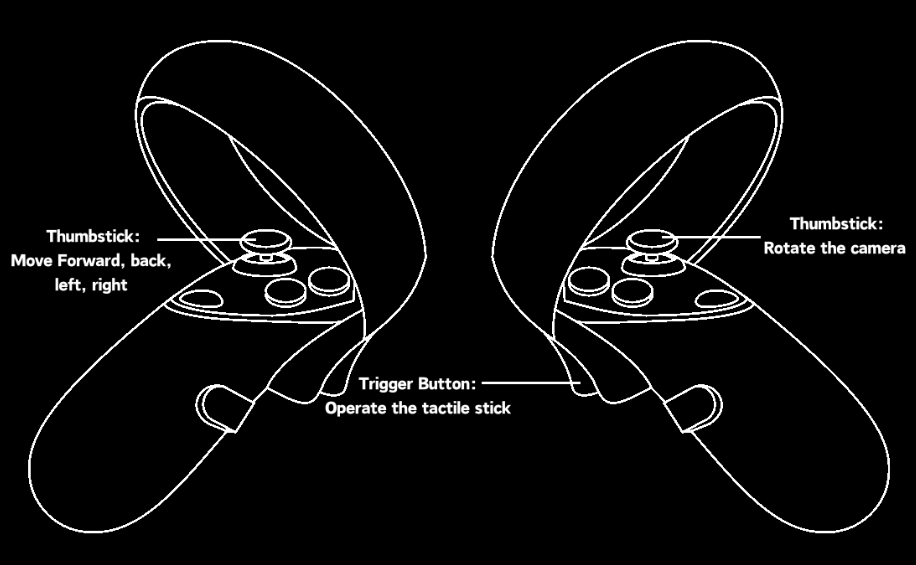 Thumbstick:
Move Forward, back,
left, right
Thumbstick:
Rotate the camera
Trigger Button:
Operate the tactile stick